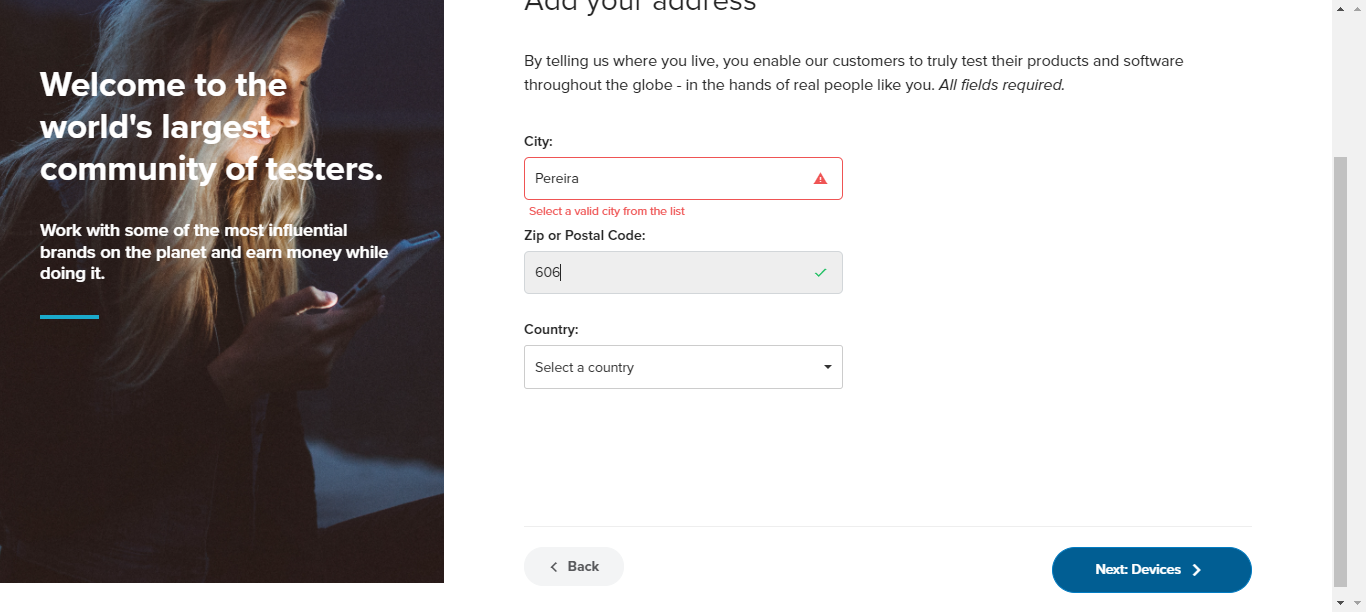 Welcome to the
world's largest
community of testers.
Work with some of the most influential
brands on the planet and earn money while
doing it.
Add your address
By telling us where you live, you enable our customers to truly test their products and software
throughout the globe - in the hands of real people like you. All fields required.
City:
Pereira
Select a valid city from the list
Zip or Postal Code:
606
Country:
Select a country
Back
Next: Devices